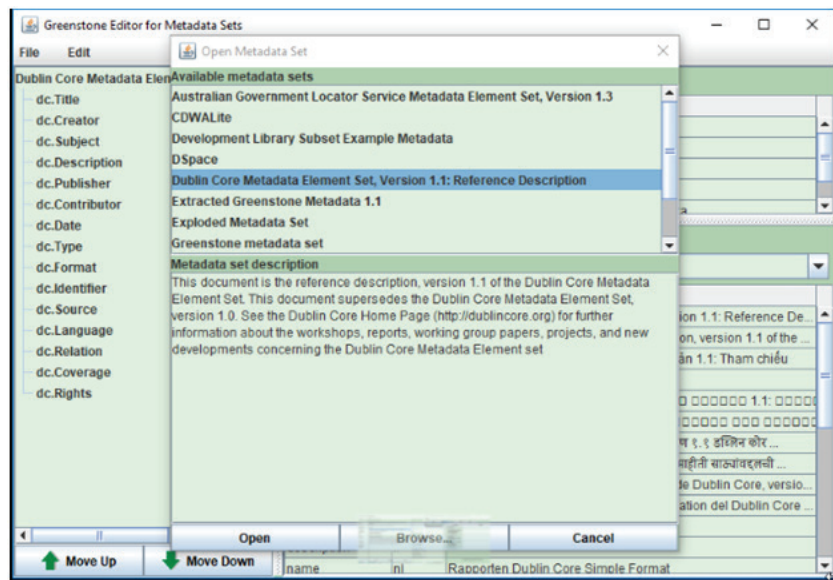 Greenstone Editor for Metadata Sets
File Edit
Open Metadata Set
Dublin Core Metadata Elen
dc.Title
dc.Creator
dc.Subject
dc.Description
dc.Publisher
dc.Contributor
dc.Date
dc.Type
dc.Format
dc.Identifier
dc.Source
dc.Language
dc.Relation
dc.Coverage
dc.Rights
Move Up Move Down
Available metadata sets
Australian Government Locator Service Metadata Element Set, Version 1.3
CDWALite
Development Library Subset Example Metadata
DSpace
Dublin Core Metadata Element Set, Version 1.1: Reference Description
Extracted Greenstone Metadata 1.1
Exploded Metadata Set
Greenstone metadata set
Metadata set description
This document is the reference description, version 1.1 of the Dublin Core Metadata
Element Set. This document supersedes the Dublin Core Metadata Element Set,
version 1.0. See the Dublin Core Home Page (http://dublincore.org) for further
information about the workshops, reports, working group papers, projects, and new
developments concerning the Dublin Core Metadata Element set
Open Browse... Cancel
ion 1.1: Reference De...
on, version 1.1 of the ...
ản 1.1: Tham chiếu
1.1:
ण १.१ डब्लिन कोर ...
de Dublin Core, versio...
ation del Dublin Core ...
name nl Rapporten Dublin Core Simple Format